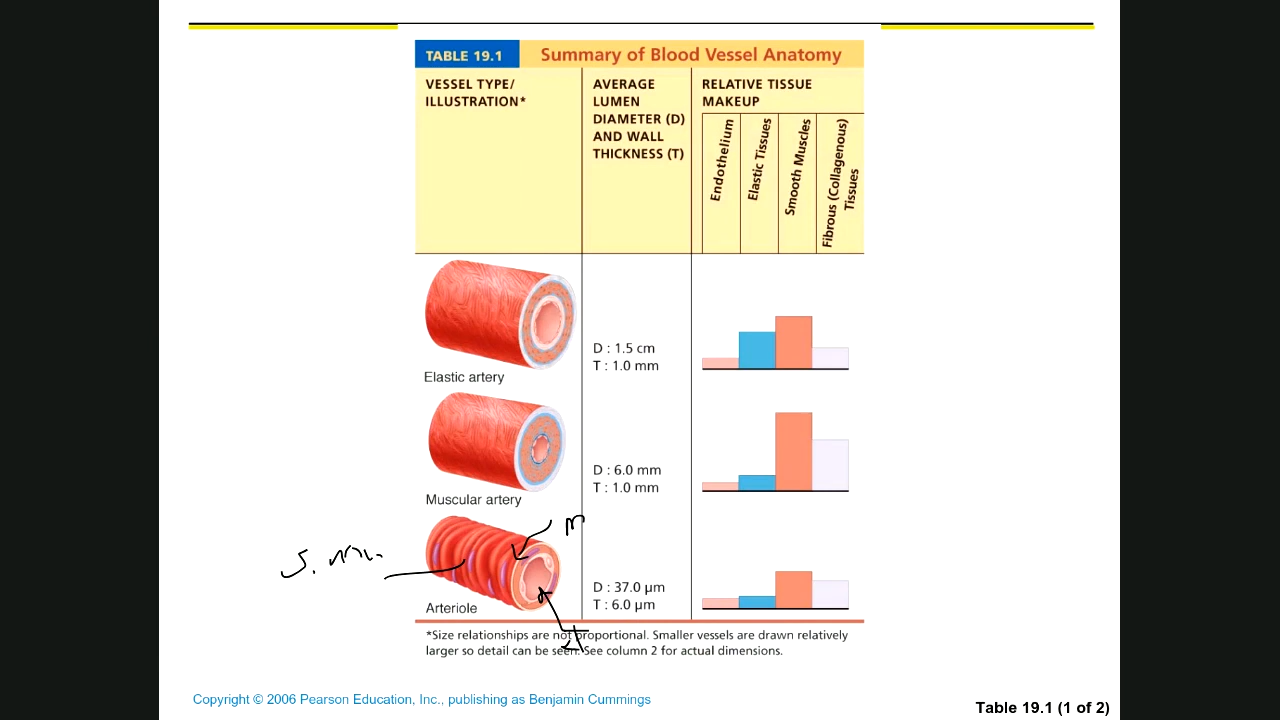 TABLE 19.1 Summary of Blood Vessel Anatomy
VESSEL TYPE/
ILLUSTRATION*
AVERAGE
LUMEN
DIAMETER (D)
AND WALL
THICKNESS (T)
RELATIVE TISSUE
MAKEUP
Endothelium
Elastic Tissues
Smooth Muscles
Fibrous (Collagenous)
Tissues
D : 1.5 cm
T : 1.0 mm
Elastic artery
D : 6.0 mm
T : 1.0 mm
Muscular artery
S. m.
m
D : 37.0 µm
T : 6.0 µm
Arteriole
*Size relationships are not proportional. Smaller vessels are drawn relatively
larger so detail can be seen. See column 2 for actual dimensions.
Copyright © 2006 Pearson Education, Inc., publishing as Benjamin Cummings
Table 19.1 (1 of 2)